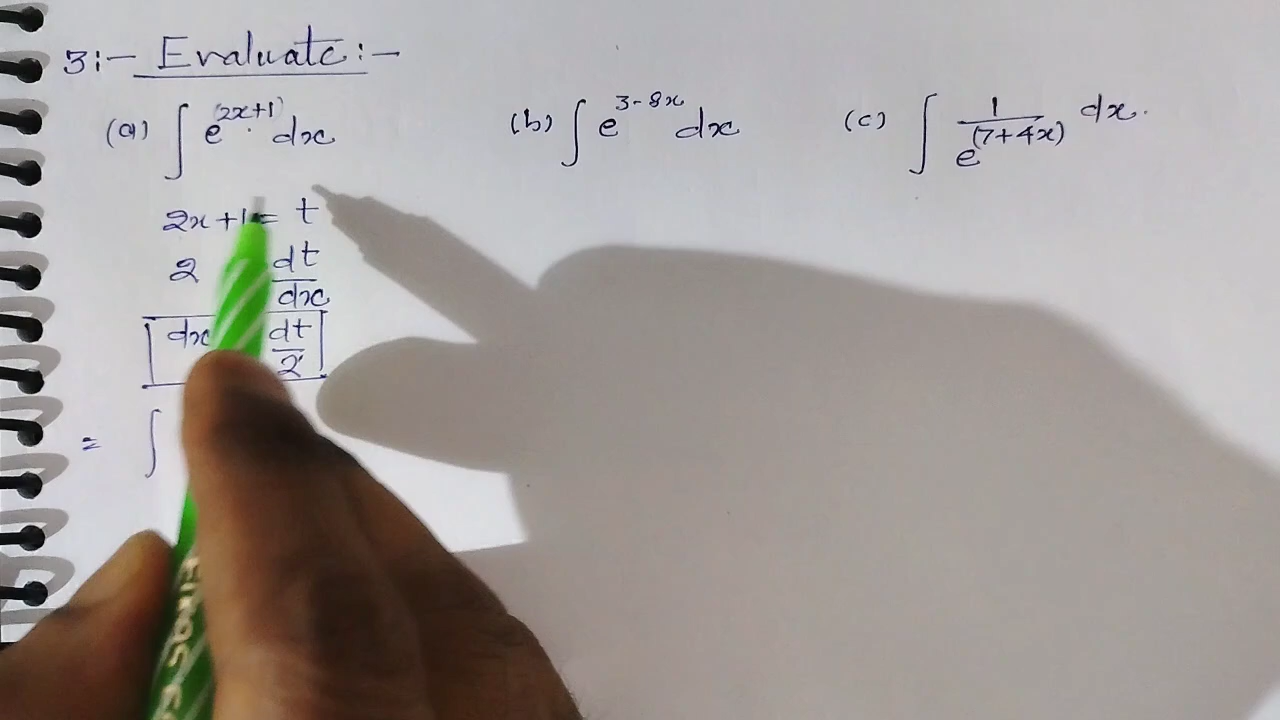 3:- Evaluate:-
(a) ∫ e^(2x+1) dx (b) ∫ e^3-8x dx (c) ∫ 1/e^(7+4x) dx.
2x+1 = t
2 dt/dx
dx dt/2
= ∫